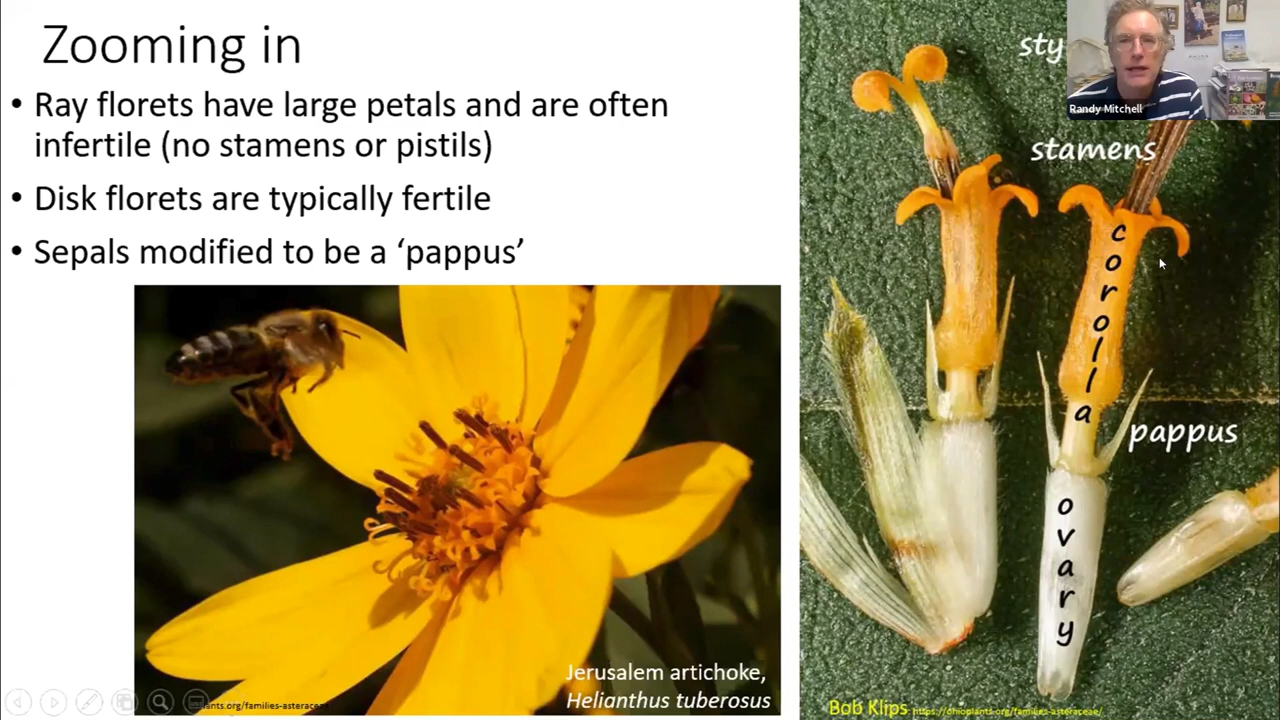 Zooming in
• Ray florets have large petals and are often
infertile (no stamens or pistils)
• Disk florets are typically fertile
• Sepals modified to be a ‘pappus’
Jerusalem artichoke,
Helianthus tuberosus
sty
stamens
corolla
pappus
ovary
Bob Klips https://ohioplants.org/families-asteraceae/
Randy Mitchell